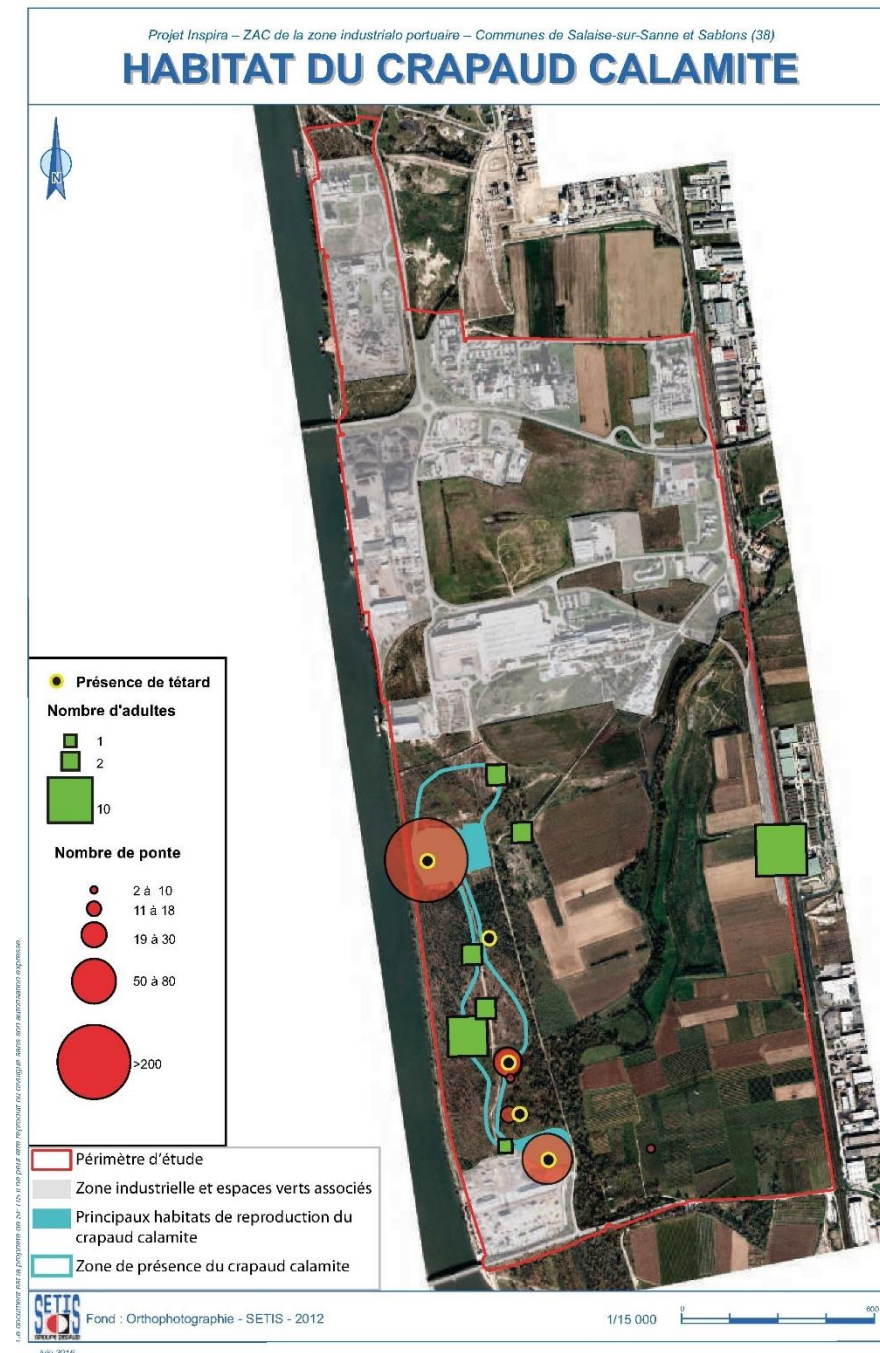 Projet Inspira – ZAC de la zone industrialo portuaire – Communes de Salaise-sur-Sanne et Sablons (38)
HABITAT DU CRAPAUD CALAMITE
N
Présence de tétard
Nombre d'adultes
1
2
10
Nombre de ponte
2 à 10
11 à 18
19 à 30
50 à 80
>200
Périmètre d'étude
Zone industrielle et espaces verts associés
Principaux habitats de reproduction du
crapaud calamite
Zone de présence du crapaud calamite
SETIS
Fond : Orthophotographie - SETIS - 2012
1/15 000
0
600